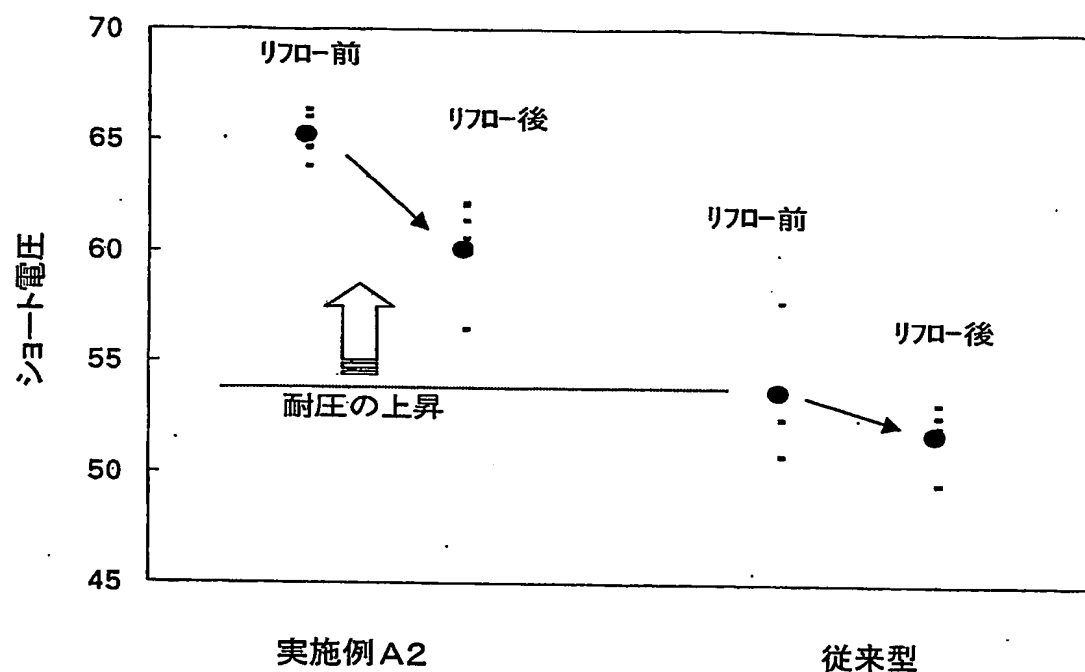 70
65
60
55
50
45
ショート電圧
リフロー前
リフロー後
リフロー前
リフロー後
耐圧の上昇
実施例A2
従来型